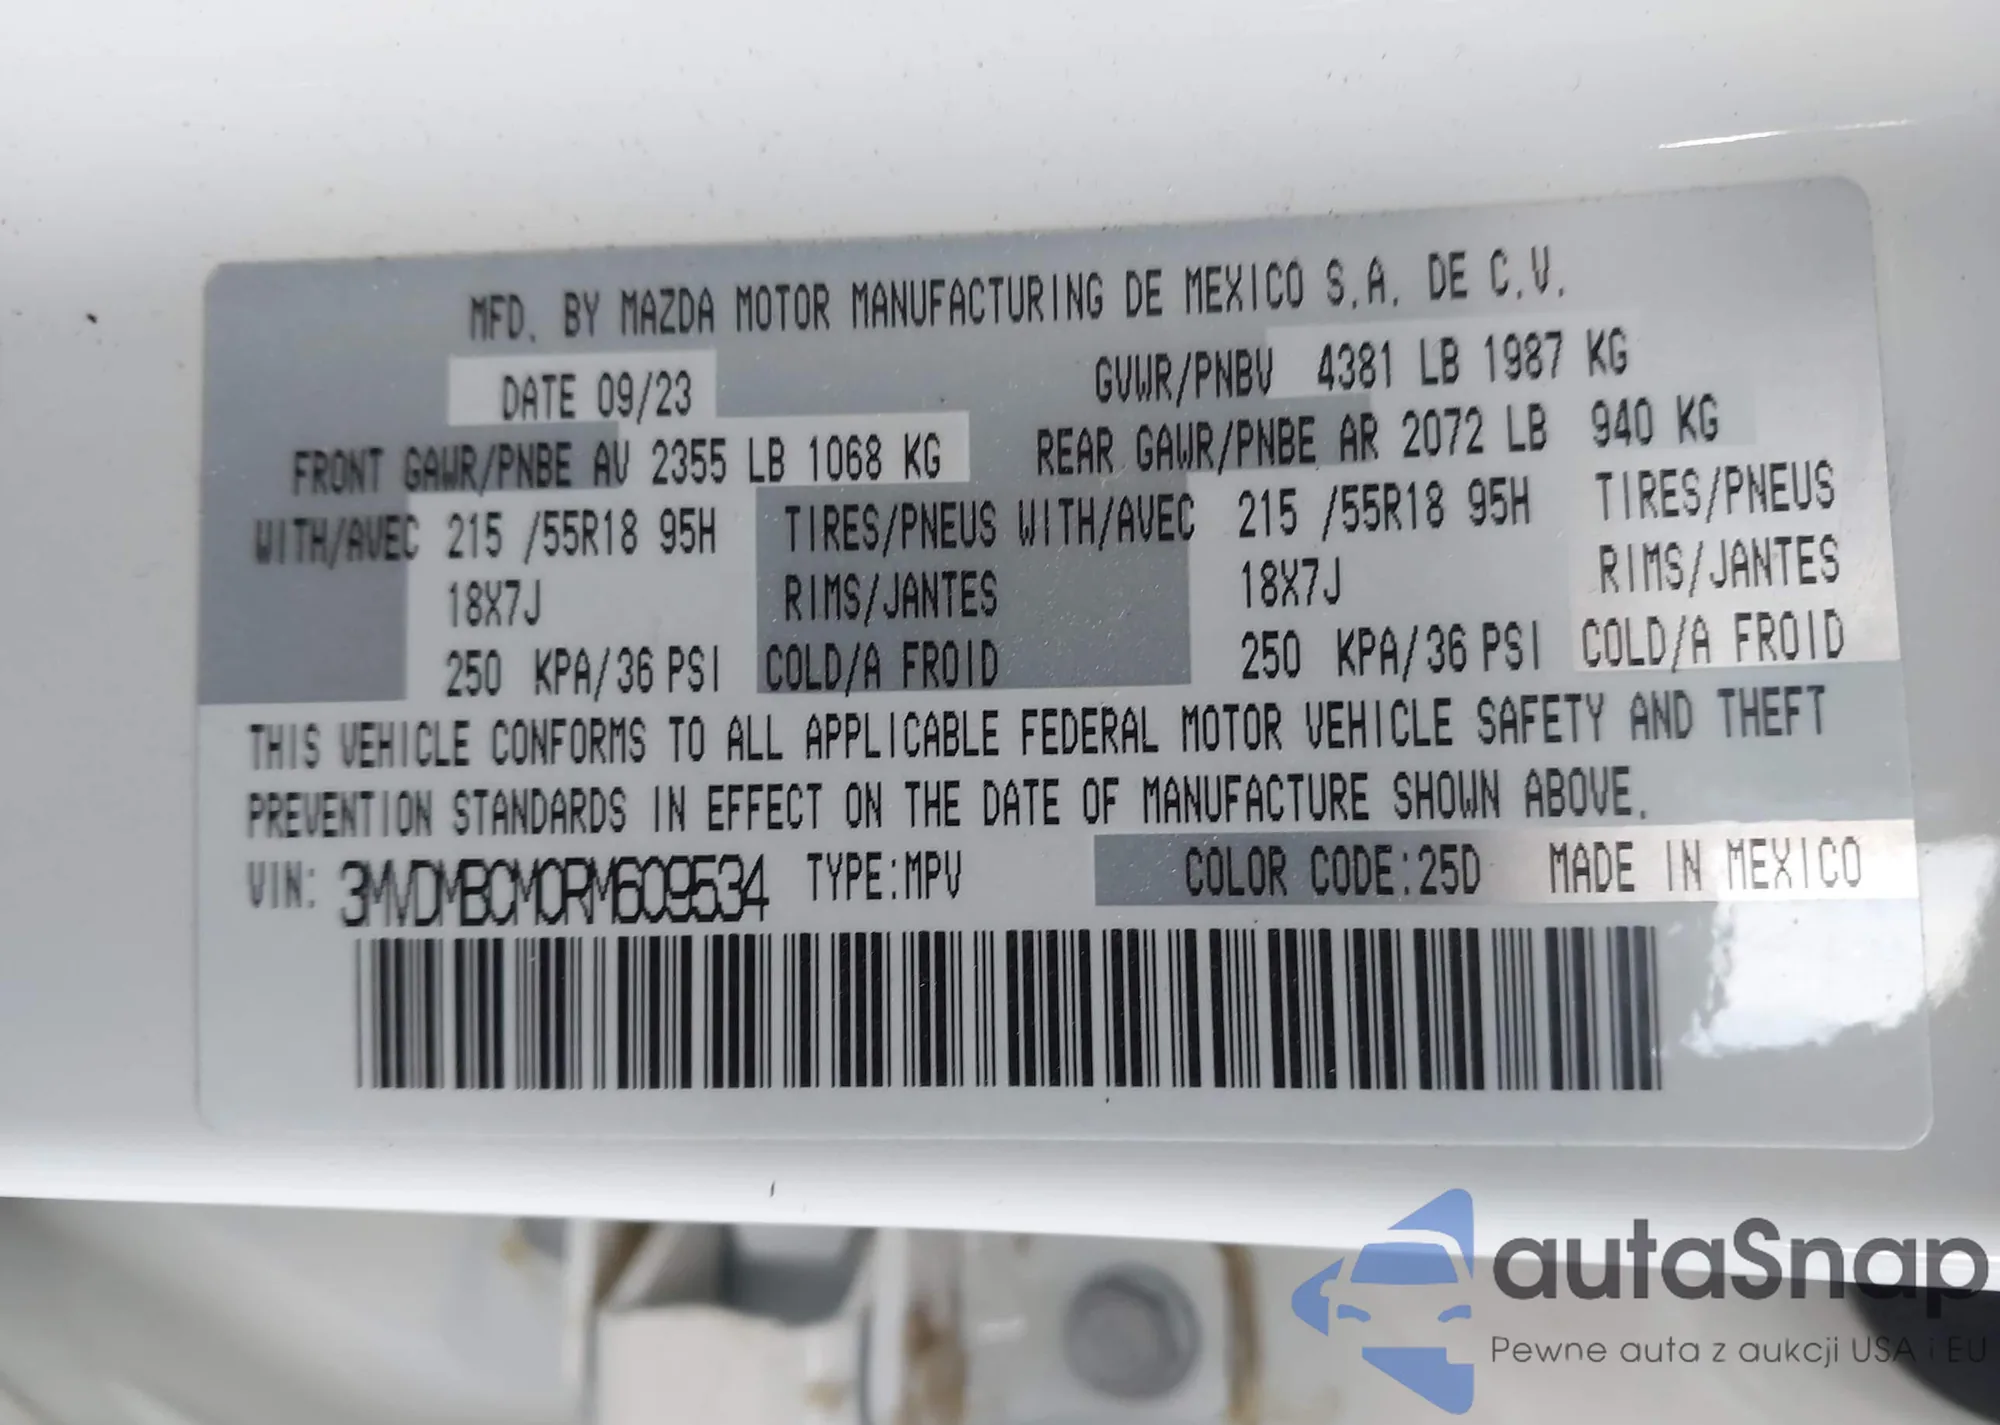 MFD. BY MAZDA MOTOR MANUFACTURING DE MEXICO S.A. DE C.V.
DATE 09/23 GVWR/PNBV 4381 LB 1987 KG
FRONT GAWR/PNBE AV 2355 LB 1068 KG REAR GAWR/PNBE AR 2072 LB 940 KG
WITH/AVEC 215 /55R18 95H TIRES/PNEUS WITH/AVEC 215 /55R18 95H TIRES/PNEUS
18X7J RIMS/JANTES 18X7J RIMS/JANTES
250 KPA/36 PSI COLD/A FROID 250 KPA/36 PSI COLD/A FROID
THIS VEHICLE CONFORMS TO ALL APPLICABLE FEDERAL MOTOR VEHICLE SAFETY AND THEFT
PREVENTION STANDARDS IN EFFECT ON THE DATE OF MANUFACTURE SHOWN ABOVE.
VIN: 3MVDMBCM0RM609534 TYPE:MPV COLOR CODE:25D MADE IN MEXICO
autaSnap
Pewne auta z aukcji USA i EU